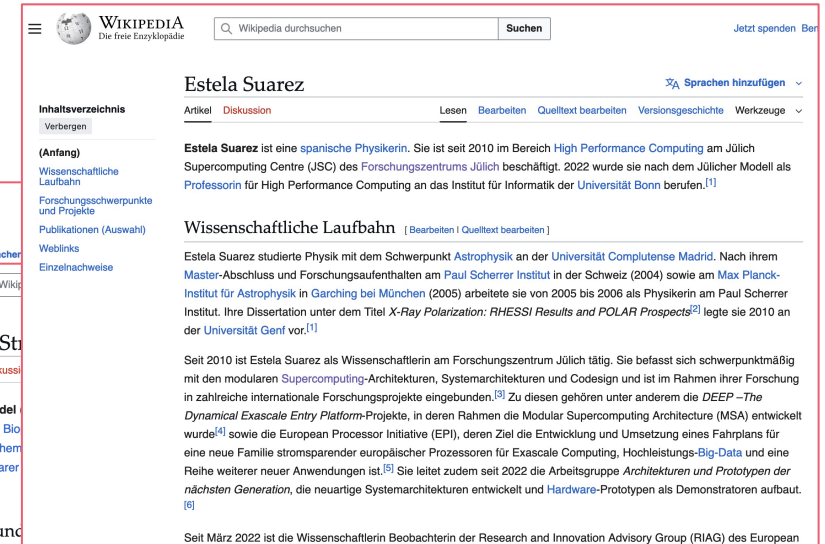 WIKIPEDIA
Die freie Enzyklopädie
Wikipedia durchsuchen
Suchen
Jetzt spenden
Estela Suarez
Sprachen hinzufügen
Artikel Diskussion
Lesen Bearbeiten Quelltext bearbeiten Versionsgeschichte Werkzeuge
Inhaltsverzeichnis
Verbergen
(Anfang)
Wissenschaftliche
Laufbahn
Forschungsschwerpunkte
und Projekte
Publikationen (Auswahl)
Weblinks
Einzelnachweise
Estela Suarez ist eine spanische Physikerin. Sie ist seit 2010 im Bereich High Performance Computing am Jülich
Supercomputing Centre (JSC) des Forschungszentrums Jülich beschäftigt. 2022 wurde sie nach dem Jülicher Modell als
Professorin für High Performance Computing an das Institut für Informatik der Universität Bonn berufen.[1]
Wissenschaftliche Laufbahn [ Bearbeiten | Quelltext bearbeiten ]
Estela Suarez studierte Physik mit dem Schwerpunkt Astrophysik an der Universität Complutense Madrid. Nach ihrem
Master-Abschluss und Forschungsaufenthalten am Paul Scherrer Institut in der Schweiz (2004) sowie am Max Planck-
Institut für Astrophysik in Garching bei München (2005) arbeitete sie von 2005 bis 2006 als Physikerin am Paul Scherrer
Institut. Ihre Dissertation unter dem Titel X-Ray Polarization: RHESSI Results and POLAR Prospects[2] legte sie 2010 an
der Universität Genf vor.[1]
Seit 2010 ist Estela Suarez als Wissenschaftlerin am Forschungszentrum Jülich tätig. Sie befasst sich schwerpunktmäßig
mit den modularen Supercomputing-Architekturen, Systemarchitekturen und Codesign und ist im Rahmen ihrer Forschung
in zahlreiche internationale Forschungsprojekte eingebunden.[3] Zu diesen gehören unter anderem die DEEP –The
Dynamical Exascale Entry Platform-Projekte, in deren Rahmen die Modular Supercomputing Architecture (MSA) entwickelt
wurde[4] sowie die European Processor Initiative (EPI), deren Ziel die Entwicklung und Umsetzung eines Fahrplans für
eine neue Familie stromsparender europäischer Prozessoren für Exascale Computing, Hochleistungs-Big-Data und eine
Reihe weiterer neuer Anwendungen ist.[5] Sie leitet zudem seit 2022 die Arbeitsgruppe Architekturen und Prototypen der
nächsten Generation, die neuartige Systemarchitekturen entwickelt und Hardware-Prototypen als Demonstratoren aufbaut.
[6]
Seit März 2022 ist die Wissenschaftlerin Beobachterin der Research and Innovation Advisory Group (RIAG) des European